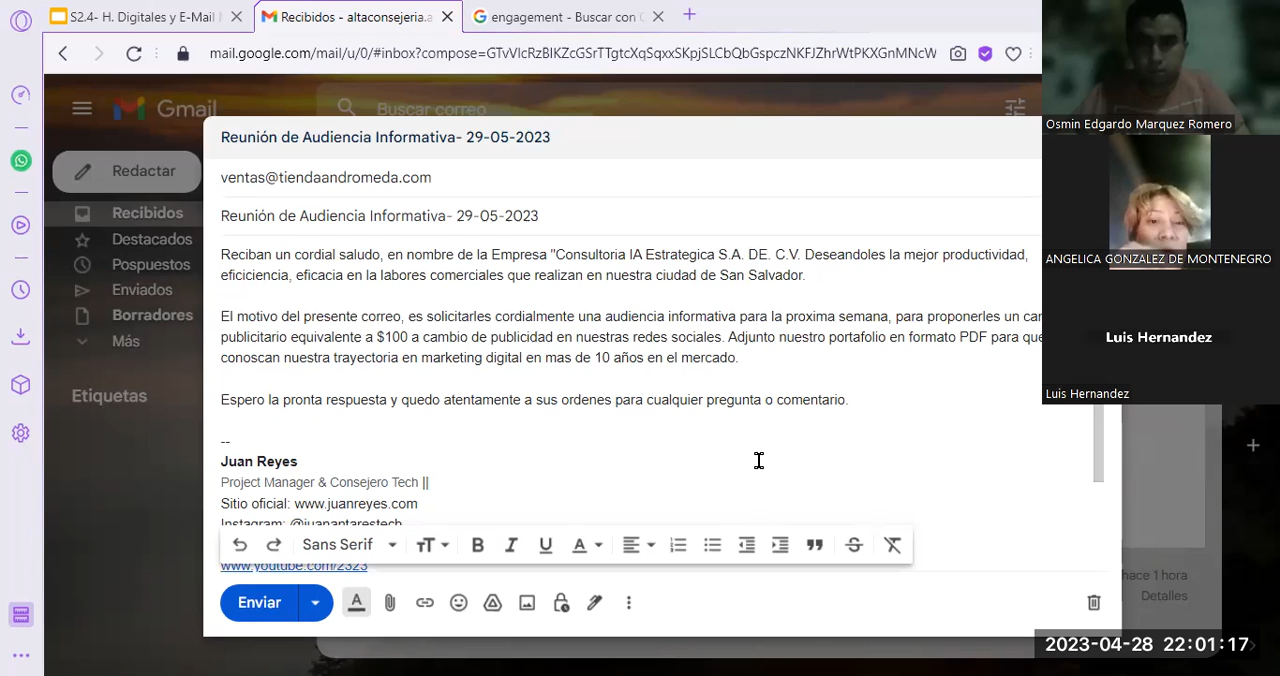 S2.4- H. Digitales y E-Mail
Recibidos - altaconsejeria.a
engagement - Buscar con
mail.google.com/mail/u/0/#inbox?compose=GTvVlcRzBlKZcGSrTTgtcXqSqxxSKpjSLCbQbGspczNKFJZhrWtPKXGnMNcW
Gmail
Buscar correo
Redactar
Recibidos
Destacados
Pospuestos
Enviados
Borradores
Más
Etiquetas
Reunión de Audiencia Informativa- 29-05-2023
ventas@tiendaandromeda.com
Reunión de Audiencia Informativa- 29-05-2023
Reciban un cordial saludo, en nombre de la Empresa "Consultoria IA Estrategica S.A. DE. C.V. Deseandoles la mejor productividad,
eficiciencia, eficacia en la labores comerciales que realizan en nuestra ciudad de San Salvador.
El motivo del presente correo, es solicitarles cordialmente una audiencia informativa para la proxima semana, para proponerles un
publicitario equivalente a $100 a cambio de publicidad en nuestras redes sociales. Adjunto nuestro portafolio en formato PDF para que
conoscan nuestra trayectoria en marketing digital en mas de 10 años en el mercado.
Espero la pronta respuesta y quedo atentamente a sus ordenes para cualquier pregunta o comentario.
--
Juan Reyes
Project Manager & Consejero Tech ||
Sitio oficial: www.juanreyes.com
Instagram: @juanantarestech
Sans Serif
www.youtube.com/2323
Enviar
hace 1 hora
Detalles
Osmin Edgardo Marquez Romero
ANGELICA GONZALEZ DE MONTENEGRO
Luis Hernandez
Luis Hernandez
2023-04-28 22:01:17